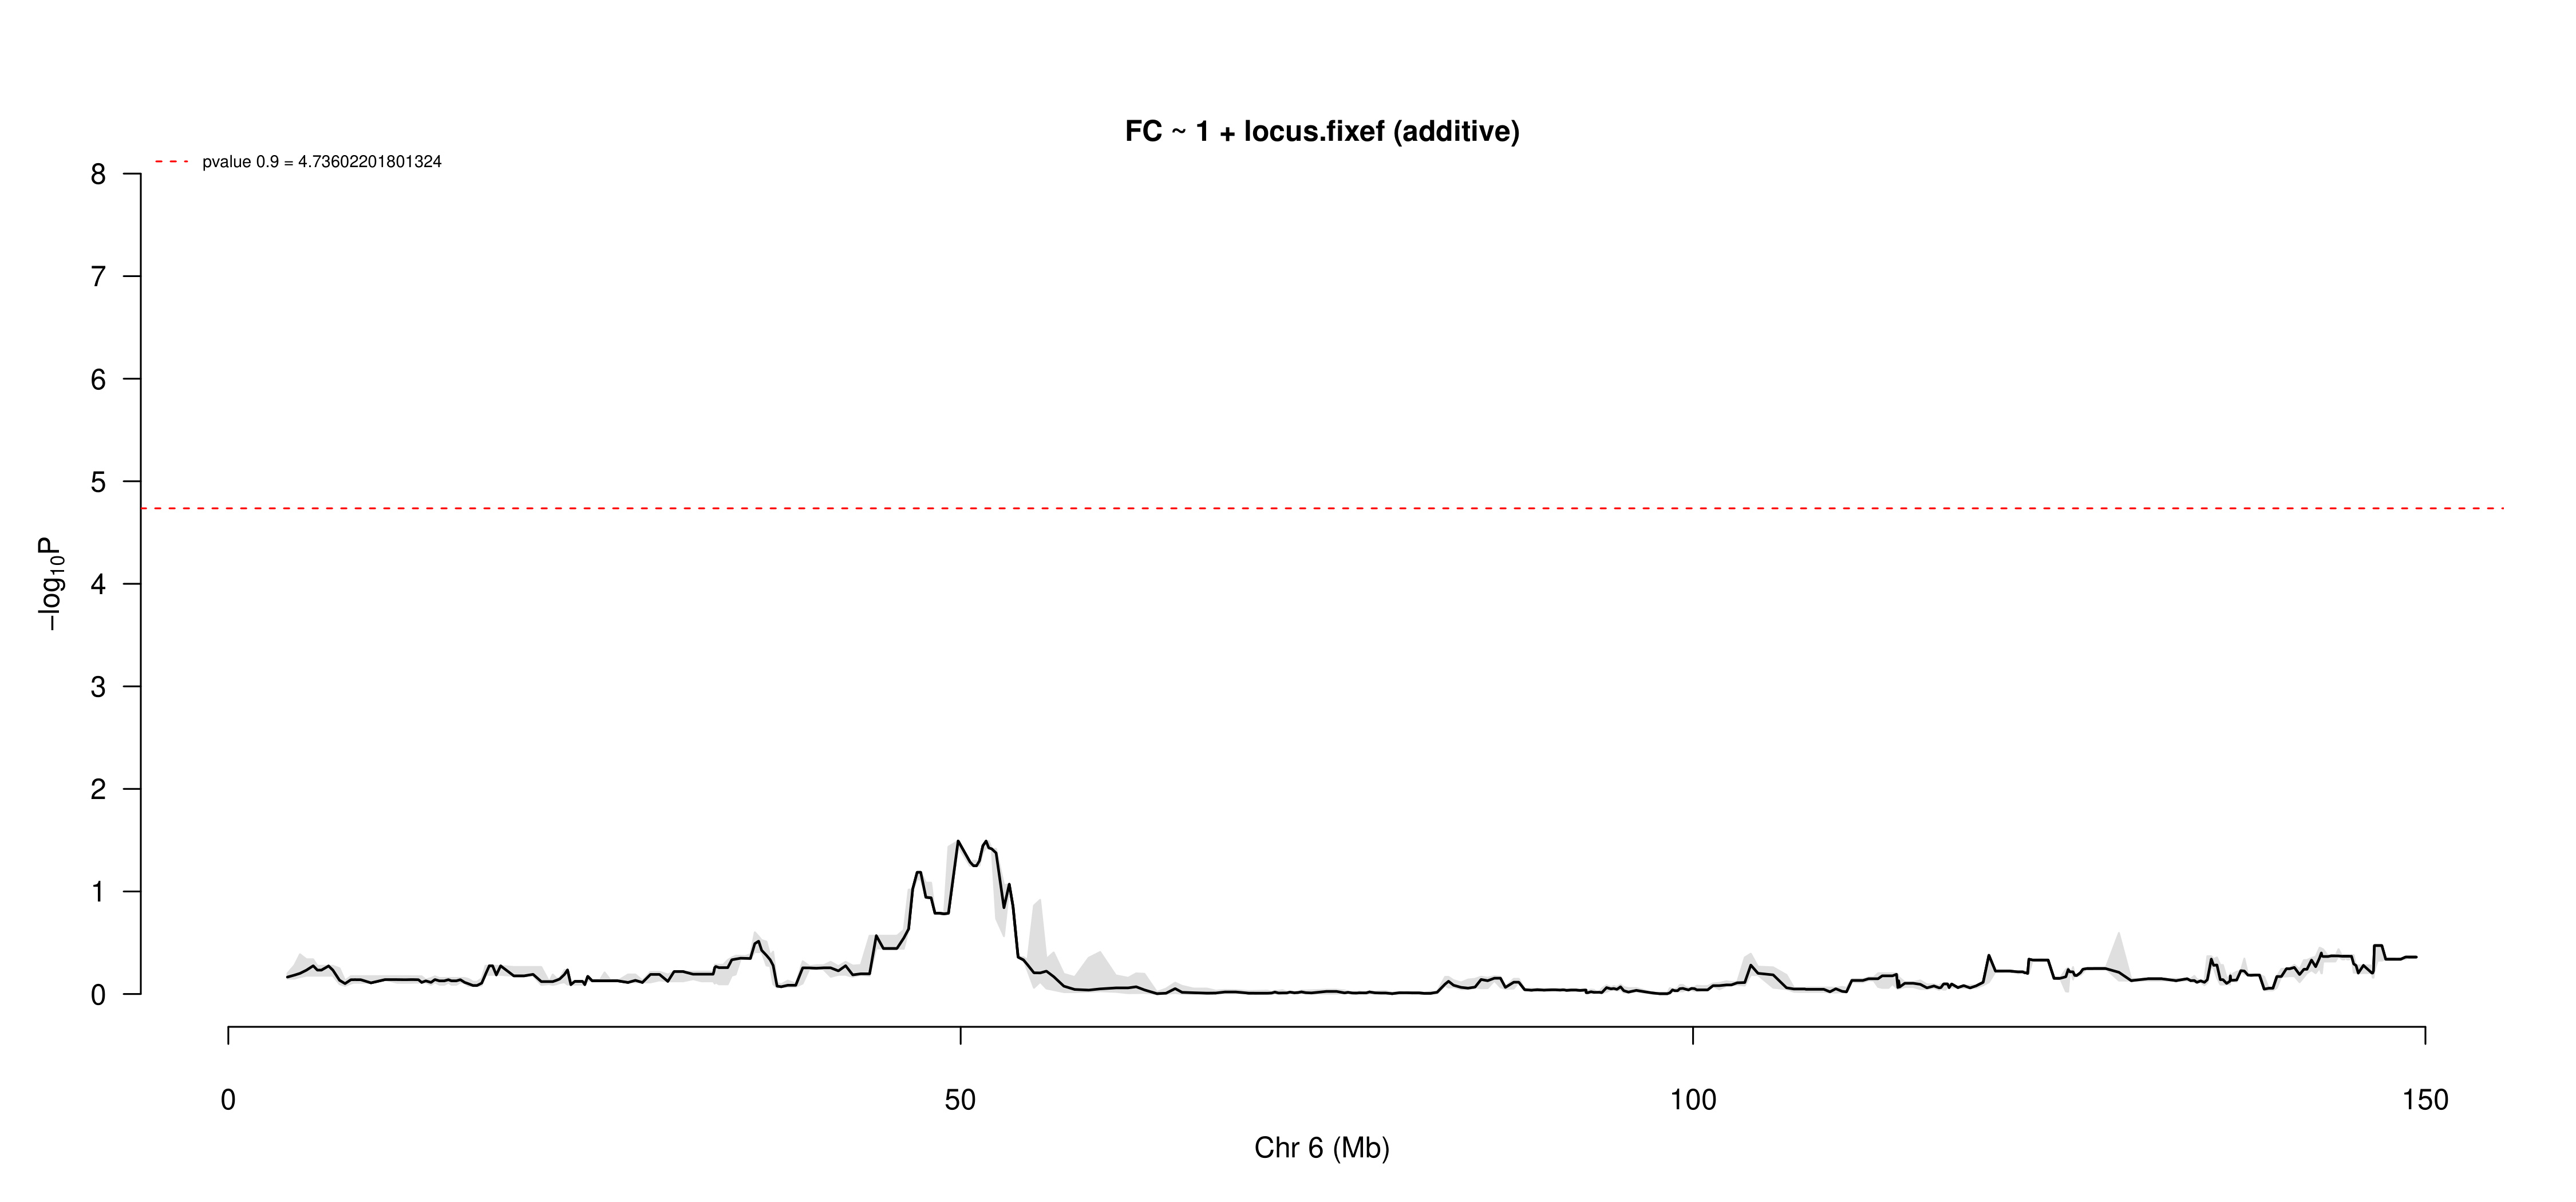 FC ~ 1 + locus.fixef (additive)
pvalue 0.9 = 4.73602201801324
8
7
6
5
4
3
2
1
0
−log10P
0 50 100 150
Chr 6 (Mb)